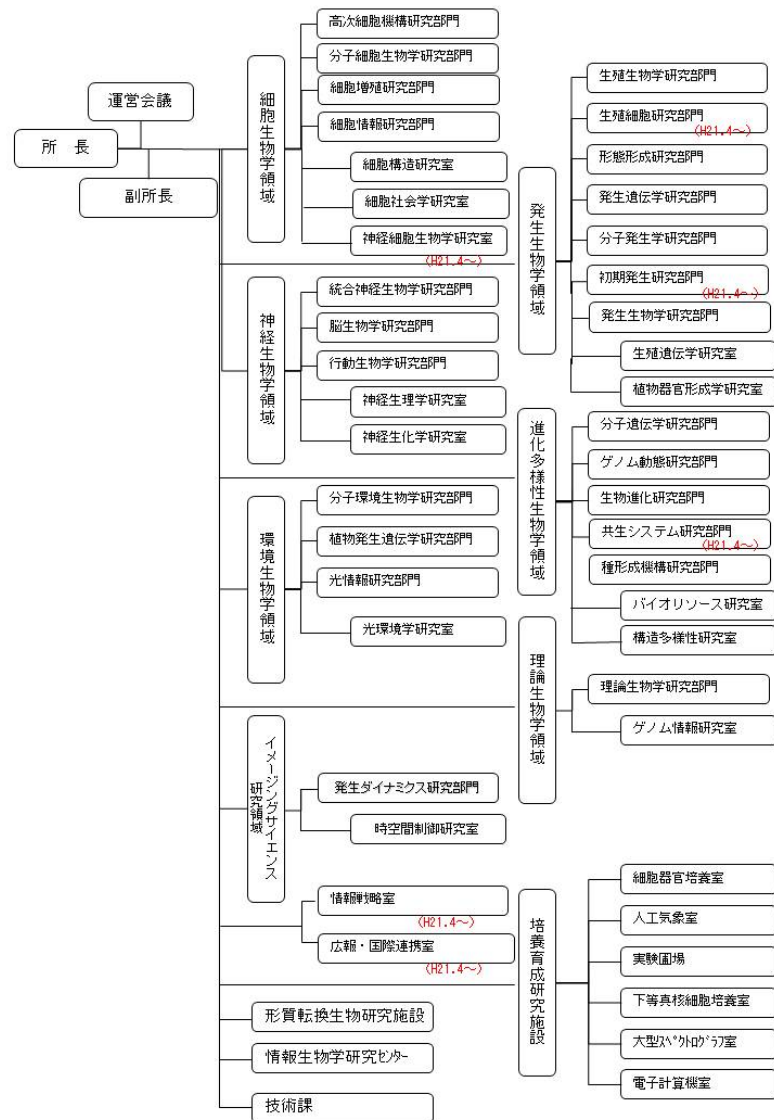 運営会議
所　長
副所長
細胞生物学領域
高次細胞機構研究部門
分子細胞生物学研究部門
細胞増殖研究部門
細胞情報研究部門
細胞構造研究室
細胞社会学研究室
神経細胞生物学研究室
(H21.4～)
神経生物学領域
統合神経生物学研究部門
脳生物学研究部門
行動生物学研究部門
神経生理学研究室
神経生化学研究室
環境生物学領域
分子環境生物学研究部門
植物発生遺伝学研究部門
光情報研究部門
光環境学研究室
イメージングサイエンス
研究領域
発生ダイナミクス研究部門
時空間制御研究室
情報戦略室
(H21.4～)
広報・国際連携室
(H21.4～)
形質転換生物研究施設
情報生物学研究ｾﾝﾀｰ
技術課
発生生物学領域
生殖生物学研究部門
生殖細胞研究部門
(H21.4～)
形態形成研究部門
発生遺伝学研究部門
分子発生学研究部門
初期発生研究部門
(H21.4～)
発生生物学研究部門
生殖遺伝学研究室
植物器官形成学研究室
進化多様性生物学領域
分子遺伝学研究部門
ゲノム動態研究部門
生物進化研究部門
共生システム研究部門
(H21.4～)
種形成機構研究部門
バイオリソース研究室
構造多様性研究室
理論生物学領域
理論生物学研究部門
ゲノム情報研究室
培養育成研究施設
細胞器官培養室
人工気象室
実験圃場
下等真核細胞培養室
大型ｽﾍﾟｸﾄﾛｸﾞﾗﾌ室
電子計算機室